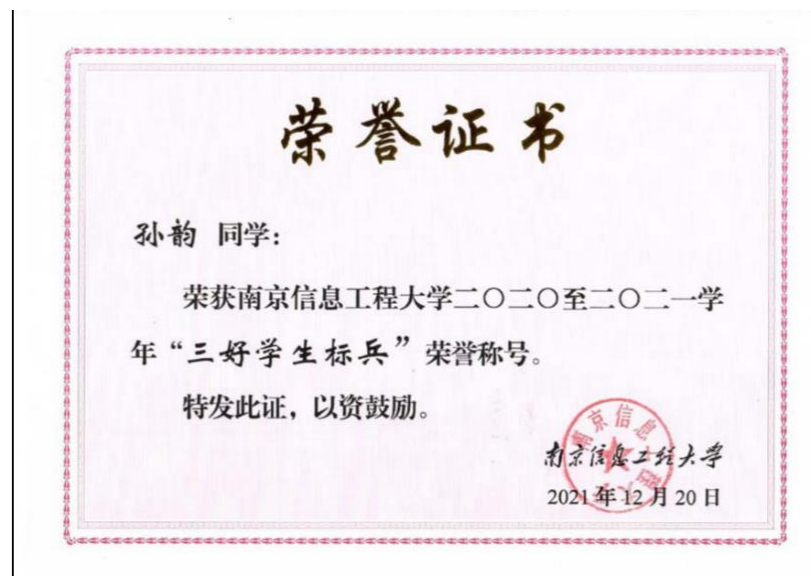 荣誉证书
孙韵 同学：
荣获南京信息工程大学二〇二〇至二〇二一学
年“三好学生标兵”荣誉称号。
特发此证，以资鼓励。
南京信息工程大学
2021年12月20日